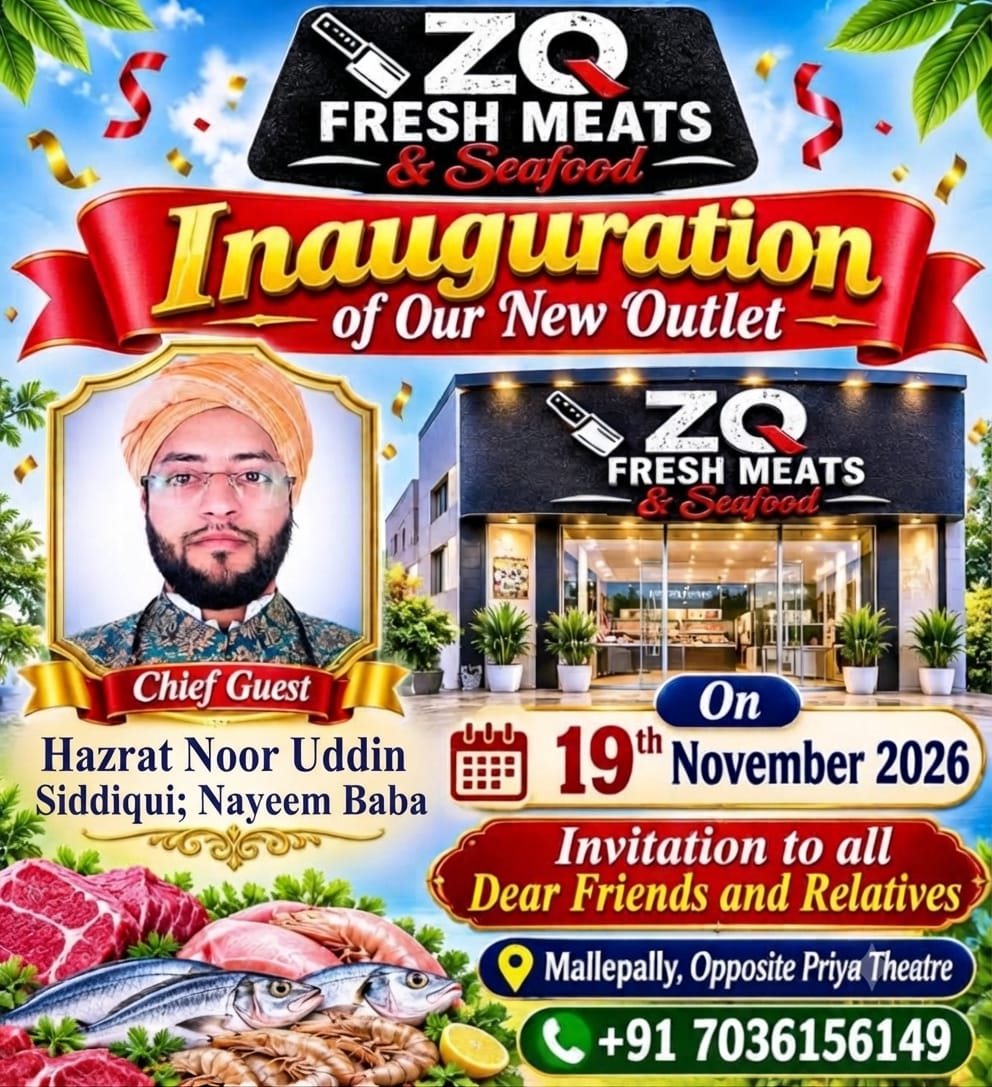 ZQ
FRESH MEATS
& Seafood
Inauguration
of Our New Outlet
ZQ
FRESH MEATS
& Seafood
Chief Guest
Hazrat Noor Uddin
Siddiqui; Nayeem Baba
On
19th November 2026
Invitation to all
Dear Friends and Relatives
Mallepally, Opposite Priya Theatre
+91 7036156149